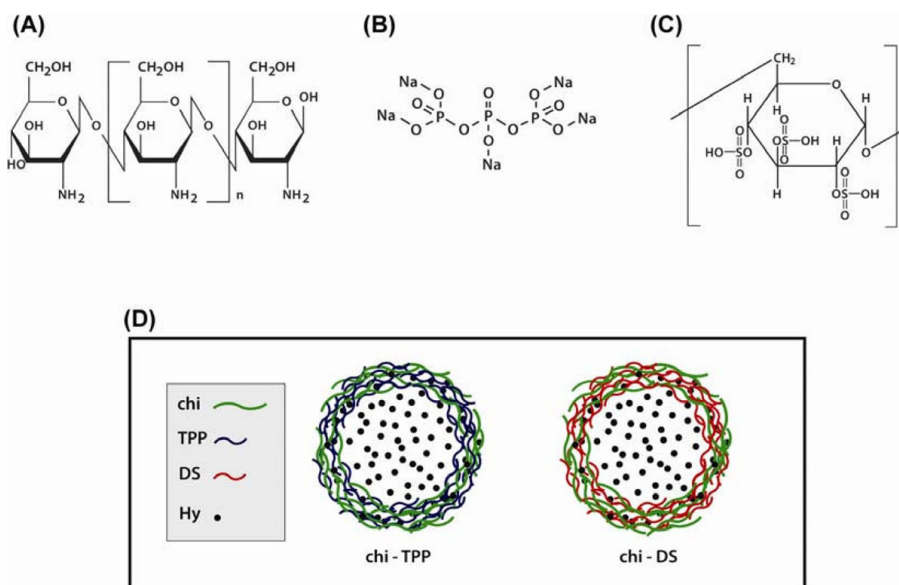 (A)
CH₂OH
CH₂OH
CH₂OH
O
O
O
OH
OH
OH
OH
O
O
HO
NH₂
NH₂
n
NH₂
(B)
Na
Na
O
O
O
O
O
Na
P
P
P
Na
O
O
O
O
O
Na
(C)
CH₂
O
H
H
H
O
O
HO
S
O
S
OH
O
H
O
O
O
H
H
OS
OH
O
(D)
chi
TPP
DS
Hy
chi - TPP
chi - DS